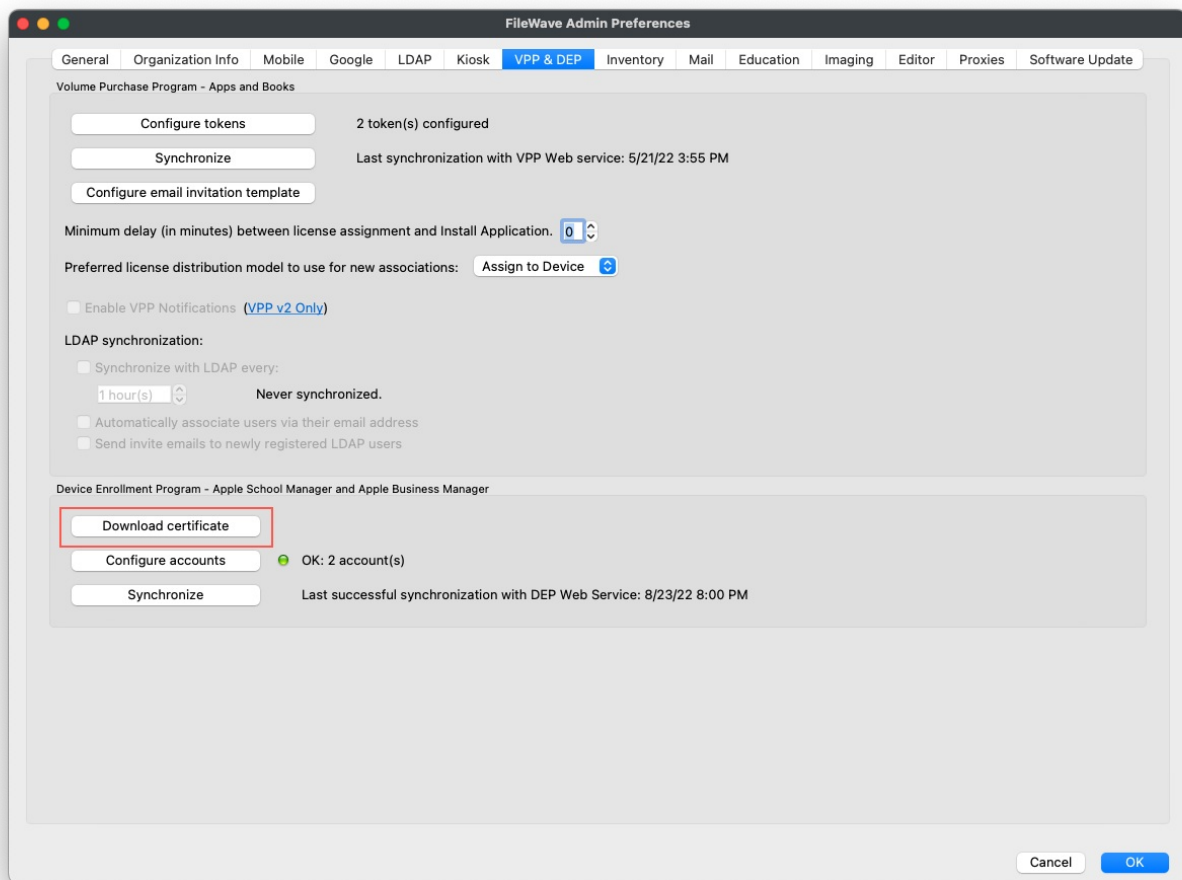 FileWave Admin Preferences
General Organization Info Mobile Google LDAP Kiosk VPP & DEP Inventory Mail Education Imaging Editor Proxies Software Update
Volume Purchase Program - Apps and Books
Configure tokens 2 token(s) configured
Synchronize Last synchronization with VPP Web service: 5/21/22 3:55 PM
Configure email invitation template
Minimum delay (in minutes) between license assignment and Install Application. 0
Preferred license distribution model to use for new associations: Assign to Device
Enable VPP Notifications (VPP v2 Only)
LDAP synchronization:
Synchronize with LDAP every:
1 hour(s) Never synchronized.
Automatically associate users via their email address
Send invite emails to newly registered LDAP users
Device Enrollment Program - Apple School Manager and Apple Business Manager
Download certificate
Configure accounts OK: 2 account(s)
Synchronize Last successful synchronization with DEP Web Service: 8/23/22 8:00 PM
Cancel OK